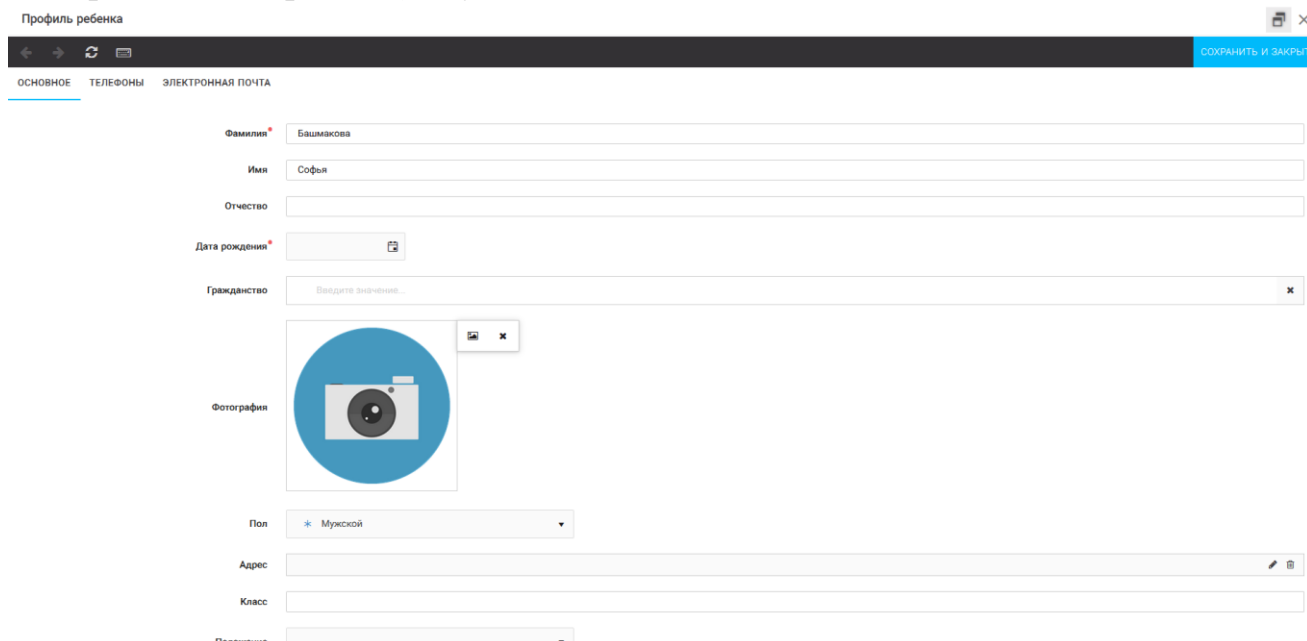 Профиль ребенка
СОХРАНИТЬ И ЗАКРЫТ
ОСНОВНОЕ ТЕЛЕФОНЫ ЭЛЕКТРОННАЯ ПОЧТА
Фамилия* Башмакова
Имя Софья
Отчество
Дата рождения*
Гражданство Введите значение...
Фотография
Пол Мужской
Адрес
Класс